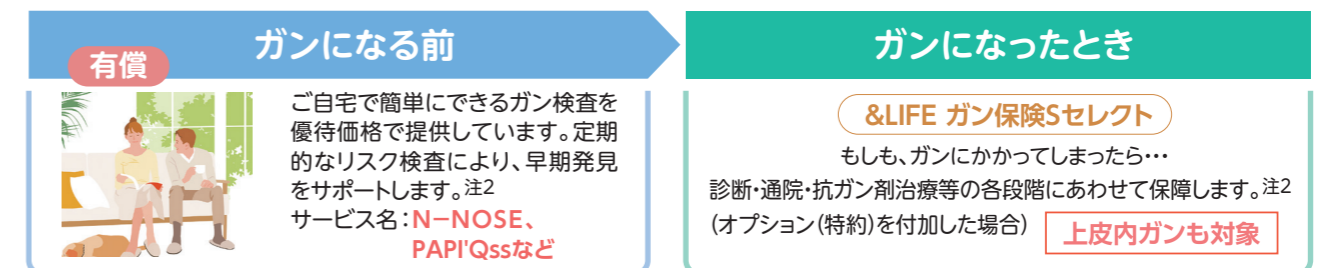 ガンになる前
有償
ご自宅で簡単にできるガン検査を
優待価格で提供しています。定期
的なリスク検査により、早期発見
をサポートします。注2
サービス名：N－NOSE、
PAPI'Qssなど
ガンになったとき
&LIFE ガン保険Sセレクト
もしも、ガンにかかってしまったら…
診断・通院・抗ガン剤治療等の各段階にあわせて保障します。注2
(オプション(特約)を付加した場合)
上皮内ガンも対象